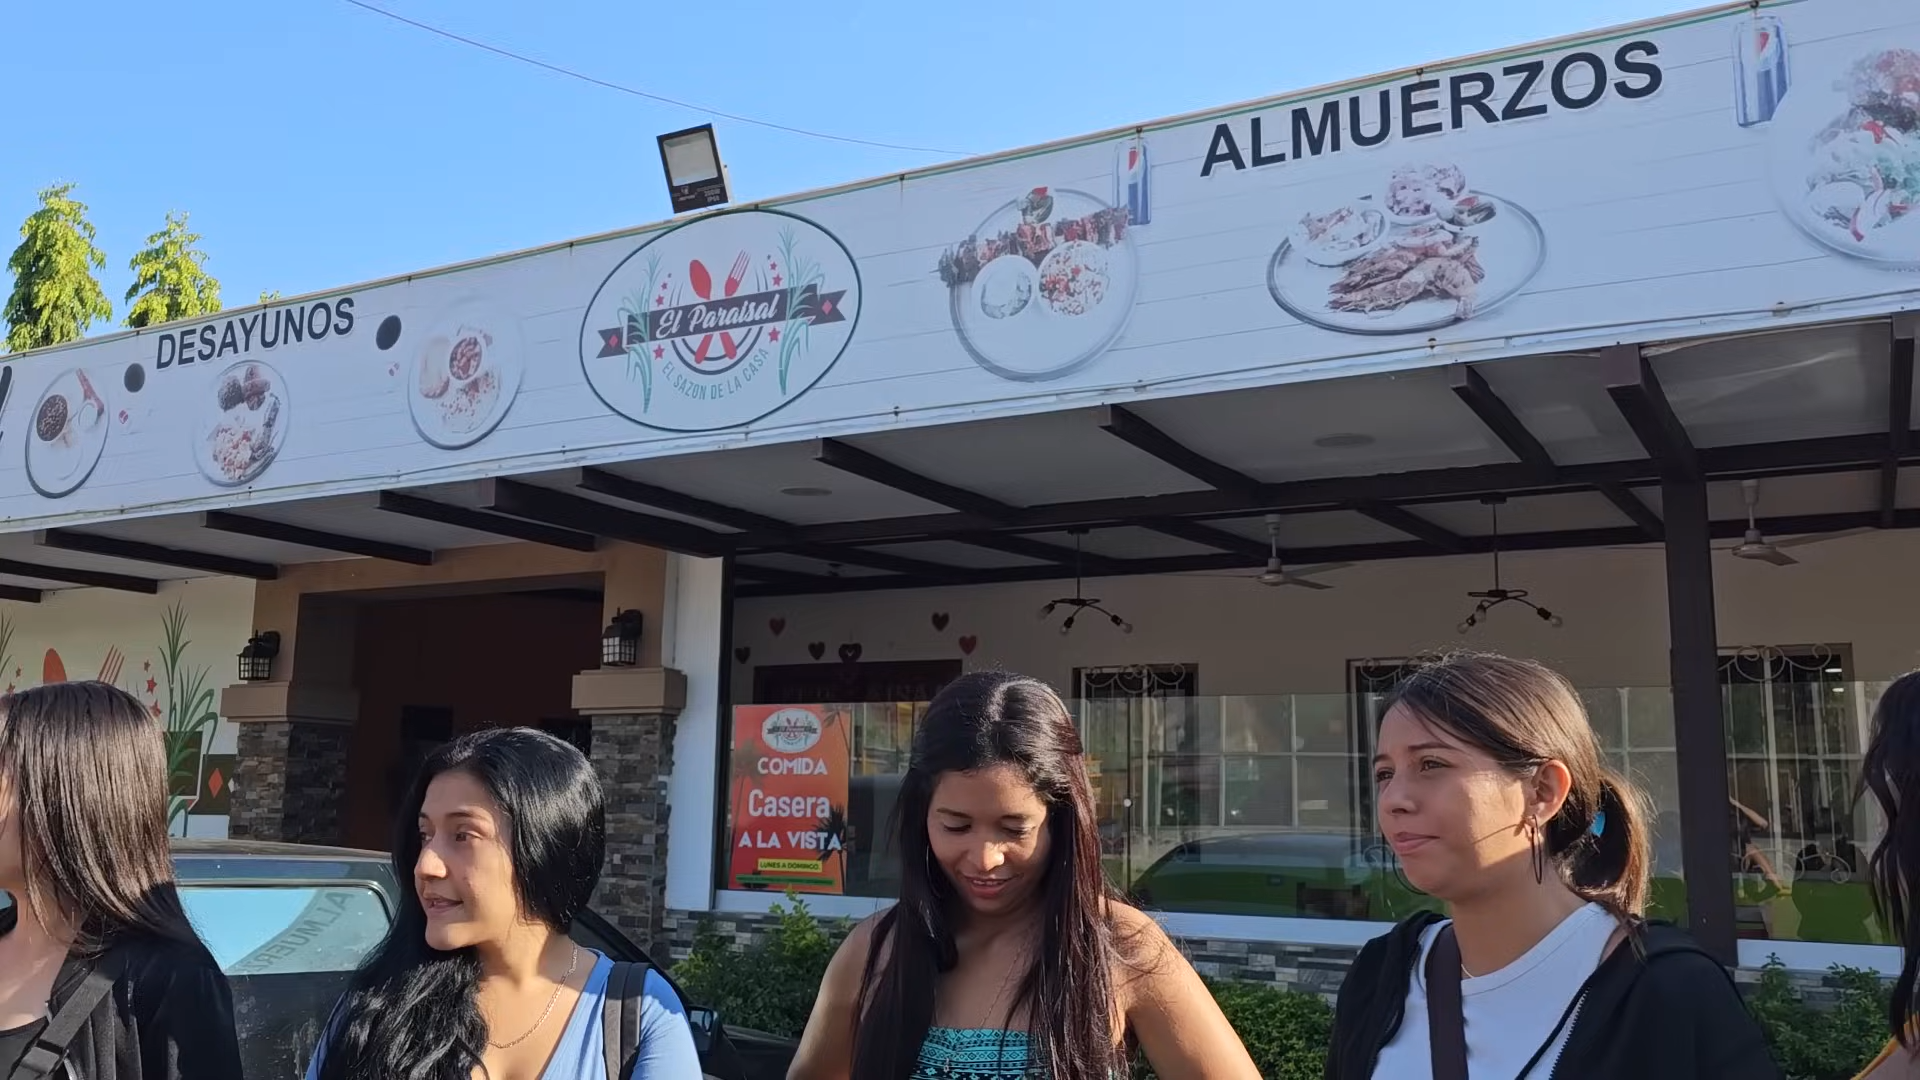 DESAYUNOS
El Paraisal
EL SAZON DE LA CASA
ALMUERZOS
COMIDA
Casera
A LA VISTA
LUNES A DOMINGO